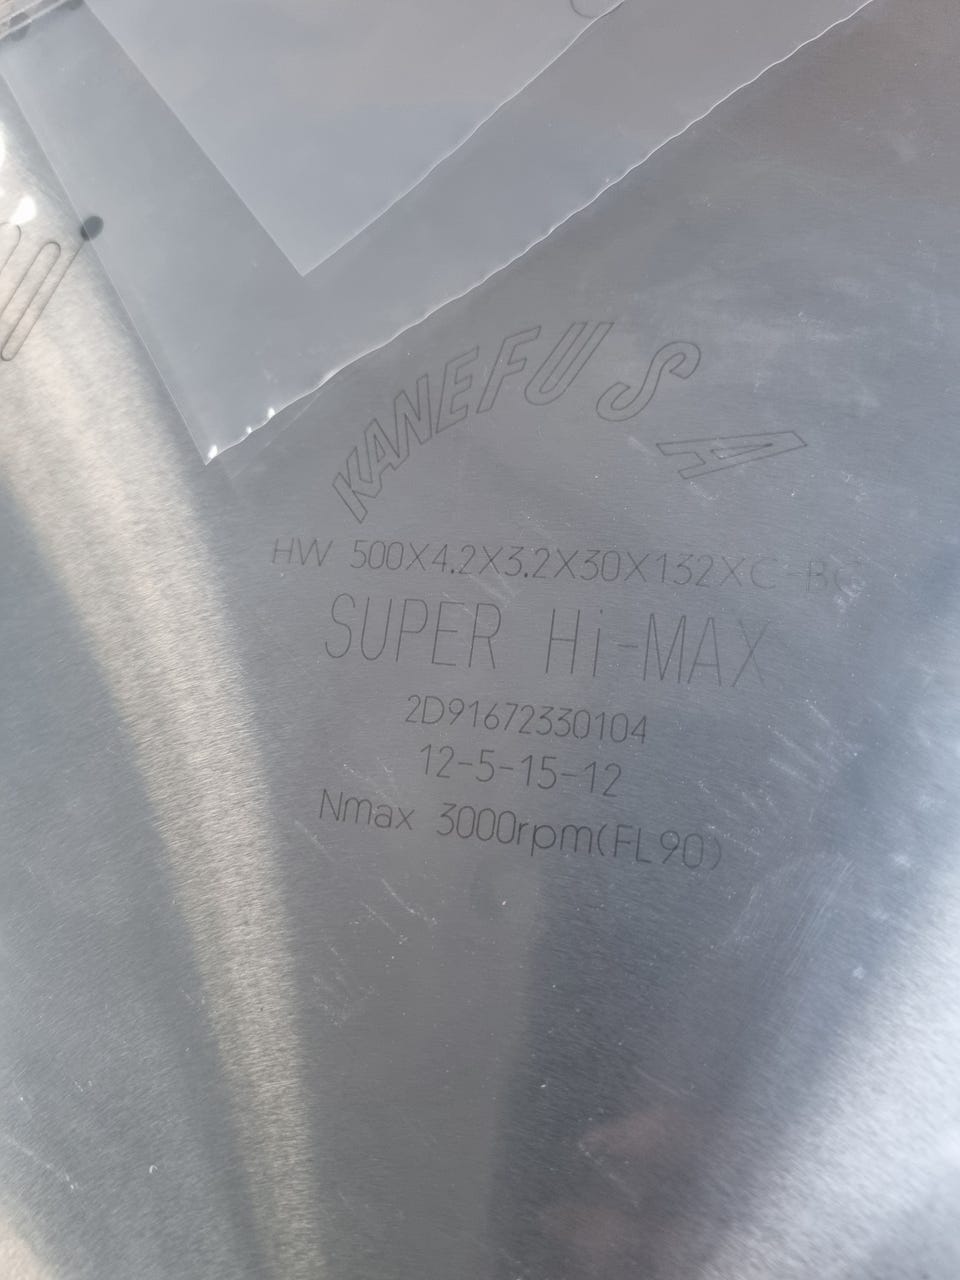 KANEFUSA
HW 500X4.2X3.2X30X132XC-BC
SUPER Hi-MAX
2D91672330104
12-5-15-12
Nmax 3000rpm(FL90)